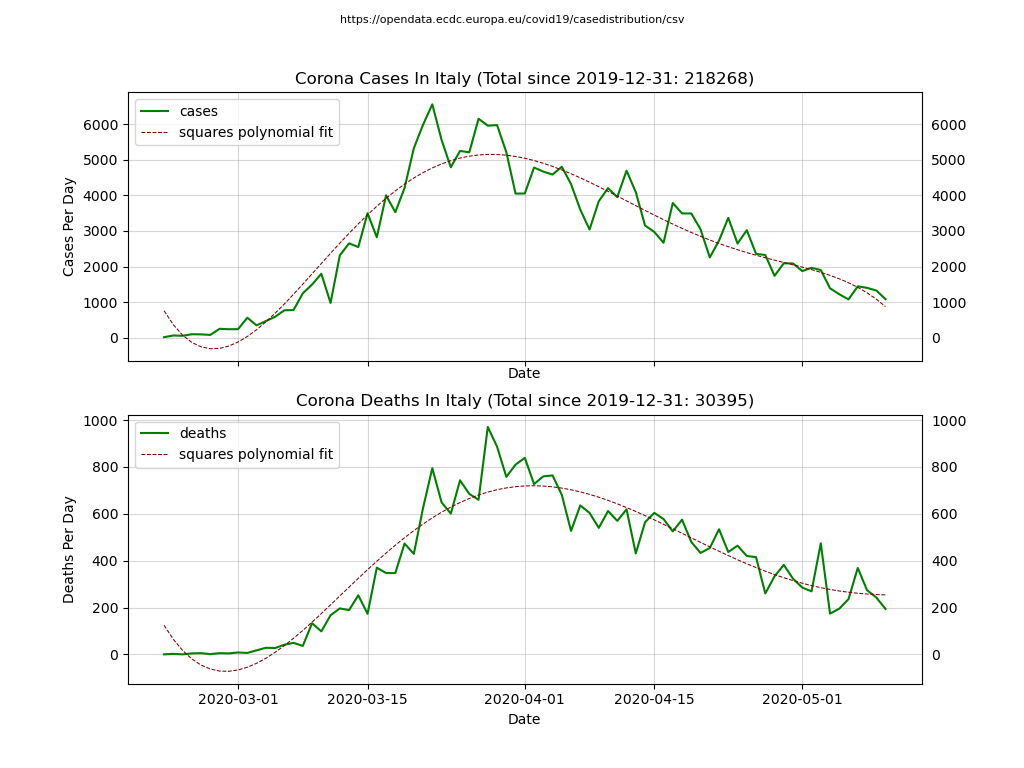 https://opendata.ecdc.europa.eu/covid19/casedistribution/csv
Corona Cases In Italy (Total since 2019-12-31: 218268)
cases
squares polynomial fit
Cases Per Day
6000
5000
4000
3000
2000
1000
0
6000
5000
4000
3000
2000
1000
0
Date
Corona Deaths In Italy (Total since 2019-12-31: 30395)
deaths
squares polynomial fit
Deaths Per Day
1000
800
600
400
200
0
1000
800
600
400
200
0
2020-03-01 2020-03-15 2020-04-01 2020-04-15 2020-05-01
Date